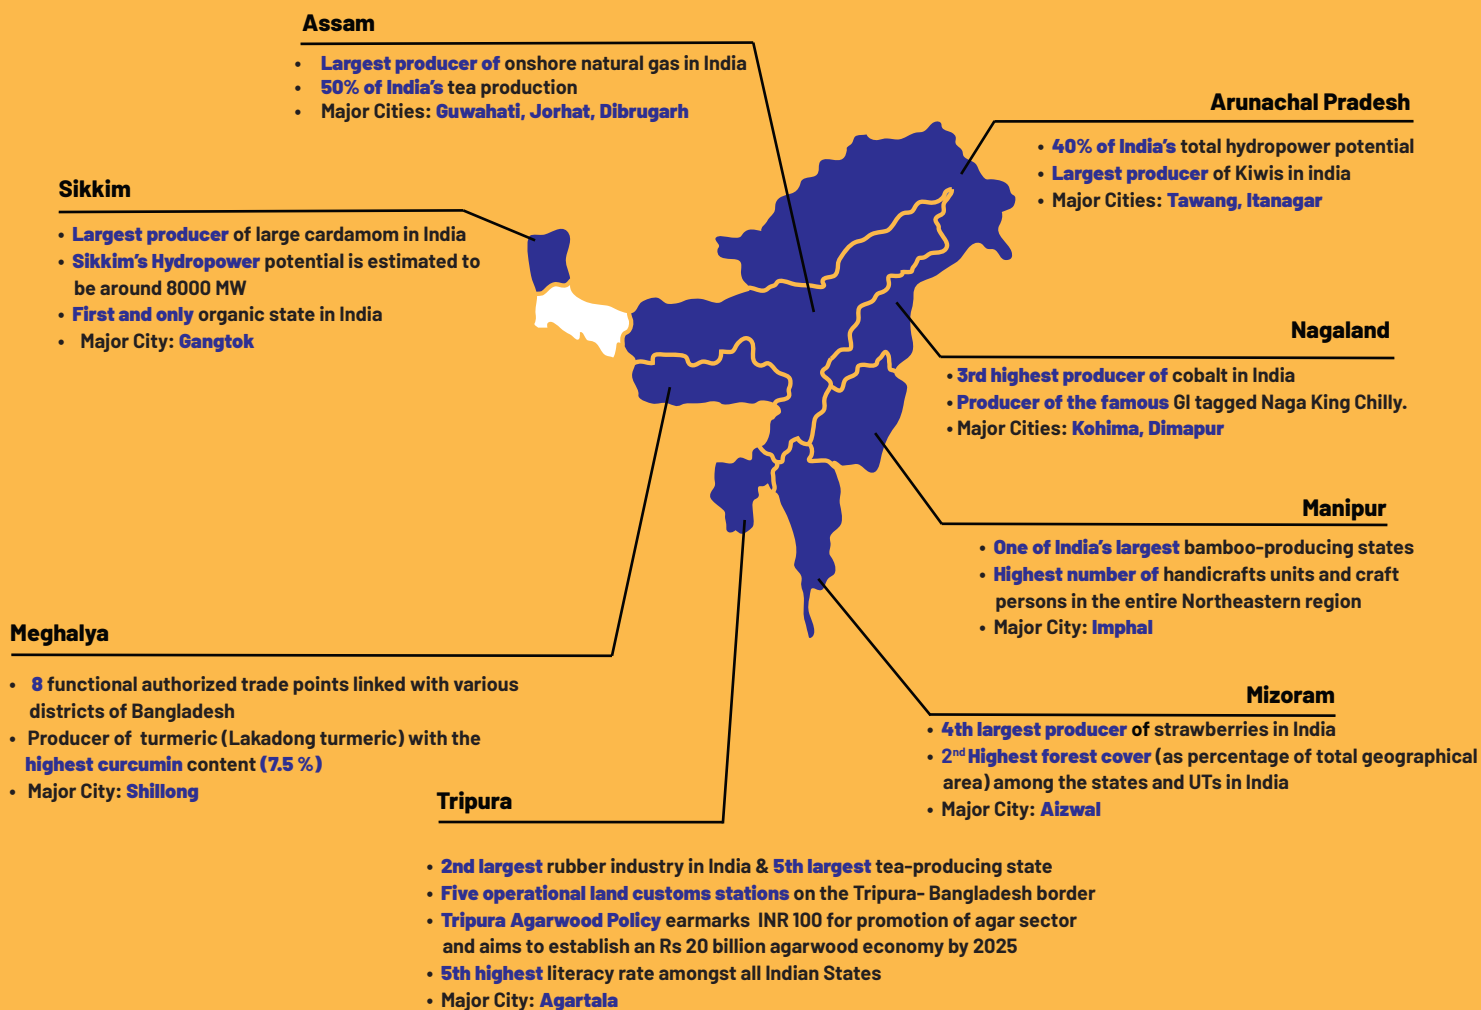 Assam
• Largest producer of onshore natural gas in India
• 50% of India's tea production
• Major Cities: Guwahati, Jorhat, Dibrugarh
Arunachal Pradesh
• 40% of India's total hydropower potential
• Largest producer of Kiwis in india
• Major Cities: Tawang, Itanagar
Sikkim
• Largest producer of large cardamom in India
• Sikkim's Hydropower potential is estimated to
be around 8000 MW
• First and only organic state in India
• Major City: Gangtok
Nagaland
• 3rd highest producer of cobalt in India
• Producer of the famous GI tagged Naga King Chilly.
• Major Cities: Kohima, Dimapur
Manipur
• One of India's largest bamboo-producing states
• Highest number of handicrafts units and craft
persons in the entire Northeastern region
• Major City: Imphal
Meghalya
• 8 functional authorized trade points linked with various
districts of Bangladesh
• Producer of turmeric (Lakadong turmeric) with the
highest curcumin content (7.5 %)
• Major City: Shillong
Mizoram
• 4th largest producer of strawberries in India
• 2nd Highest forest cover (as percentage of total geographical
area) among the states and UTs in India
• Major City: Aizwal
Tripura
• 2nd largest rubber industry in India & 5th largest tea-producing state
• Five operational land customs stations on the Tripura- Bangladesh border
• Tripura Agarwood Policy earmarks INR 100 for promotion of agar sector
and aims to establish an Rs 20 billion agarwood economy by 2025
• 5th highest literacy rate amongst all Indian States
• Major City: Agartala